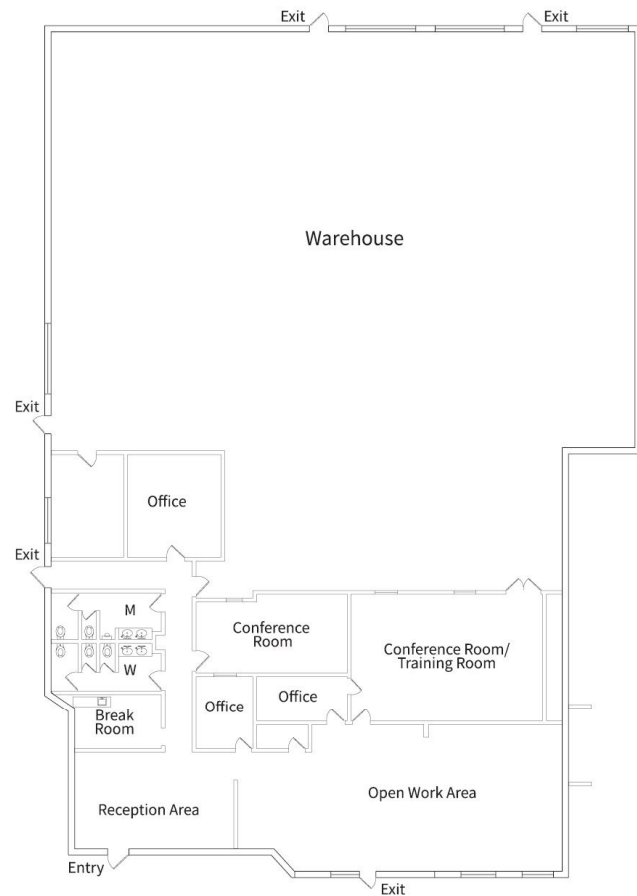 Exit
Exit
Warehouse
Exit
Office
Exit
M
Conference
Room
Conference Room/
Training Room
W
Office
Office
Break
Room
Open Work Area
Reception Area
Entry
Exit